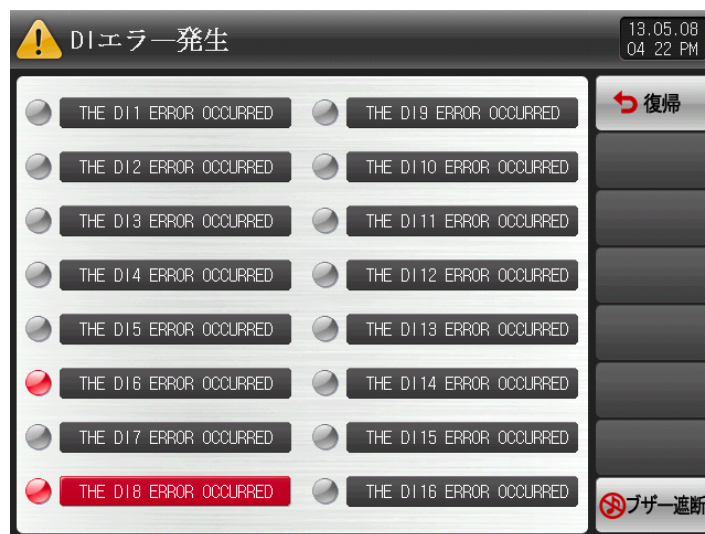 DIエラー発生
13.05.08
04 22 PM
THE DI1 ERROR OCCURRED
THE DI9 ERROR OCCURRED
復帰
THE DI2 ERROR OCCURRED
THE DI10 ERROR OCCURRED
THE DI3 ERROR OCCURRED
THE DI11 ERROR OCCURRED
THE DI4 ERROR OCCURRED
THE DI12 ERROR OCCURRED
THE DI5 ERROR OCCURRED
THE DI13 ERROR OCCURRED
THE DI6 ERROR OCCURRED
THE DI14 ERROR OCCURRED
THE DI7 ERROR OCCURRED
THE DI15 ERROR OCCURRED
THE DI8 ERROR OCCURRED
THE DI16 ERROR OCCURRED
ブザー遮断